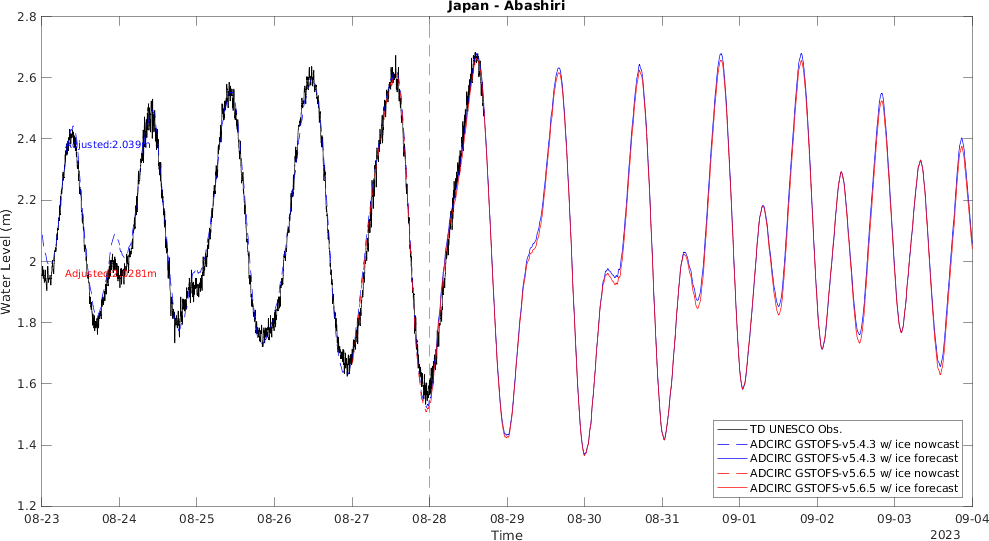 Japan - Abashiri
2.8
2.6
2.4
2.2
2
1.8
1.6
1.4
1.2
Water Level (m)
Adjusted:2.039m
08-23
08-24
08-25
08-26
08-27
08-28
08-29
08-30
08-31
09-01
09-02
09-03
09-04
Time
2023
TD UNESCO Obs.
ADCIRC GSTOFS-v5.4.3 w/ ice nowcast
ADCIRC GSTOFS-v5.4.3 w/ ice forecast
ADCIRC GSTOFS-v5.6.5 w/ ice nowcast
ADCIRC GSTOFS-v5.6.5 w/ ice forecast